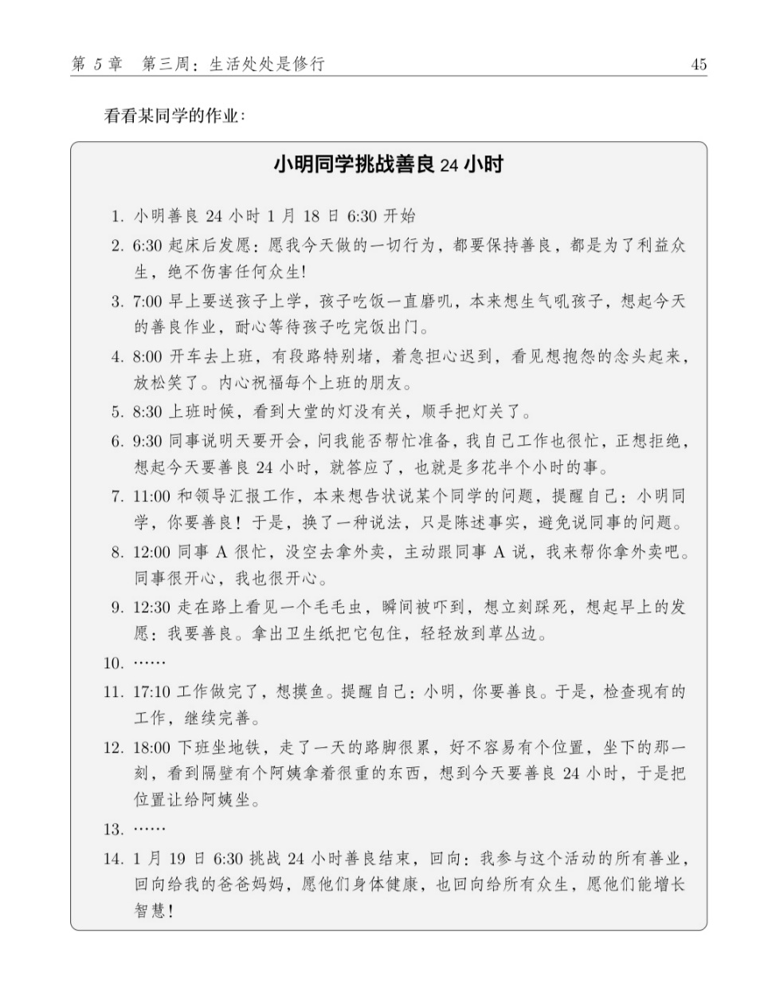 第 5 章 第三周：生活处处是修行 45
看看某同学的作业：
小明同学挑战善良 24 小时
1. 小明善良 24 小时 1 月 18 日 6:30 开始
2. 6:30 起床后发愿：愿我今天做的一切行为，都要保持善良，都是为了利益众
生，绝不伤害任何众生！
3. 7:00 早上要送孩子上学，孩子吃饭一直磨叽，本来想生气吼孩子，想起今天
的善良作业，耐心等待孩子吃完饭出门。
4. 8:00 开车去上班，有段路特别堵，着急担心迟到，看见想抱怨的念头起来，
放松笑了。内心祝福每个上班的朋友。
5. 8:30 上班时候，看到大堂的灯没有关，顺手把灯关了。
6. 9:30 同事说明天要开会，问我能否帮忙准备，我自己工作也很忙，正想拒绝，
想起今天要善良 24 小时，就答应了，也就是多花半个小时的事。
7. 11:00 和领导汇报工作，本来想告状说某个同学的问题，提醒自己：小明同
学，你要善良！于是，换了一种说法，只是陈述事实，避免说同事的问题。
8. 12:00 同事 A 很忙，没空去拿外卖，主动跟同事 A 说，我来帮你拿外卖吧。
同事很开心，我也很开心。
9. 12:30 走在路上看见一个毛毛虫，瞬间被吓到，想立刻踩死，想起早上的发
愿：我要善良。拿出卫生纸把它包住，轻轻放到草丛边。
10. ……
11. 17:10 工作做完了，想摸鱼。提醒自己：小明，你要善良。于是，检查现有的
工作，继续完善。
12. 18:00 下班坐地铁，走了一天的路脚很累，好不容易有个位置，坐下的那一
刻，看到隔壁有个阿姨拿着很重的东西，想到今天要善良 24 小时，于是把
位置让给阿姨坐。
13. ……
14. 1 月 19 日 6:30 挑战 24 小时善良结束，回向：我参与这个活动的所有善业，
回向给我的爸爸妈妈，愿他们身体健康，也回向给所有众生，愿他们能增长
智慧！